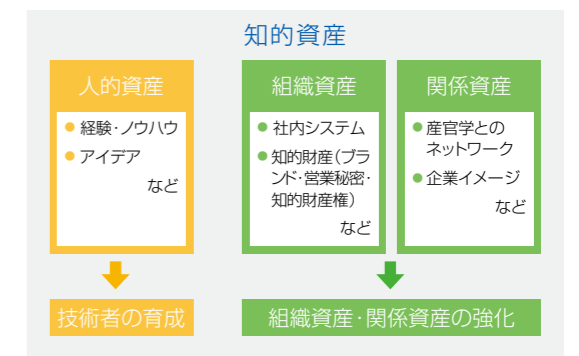 知的資産
人的資産
● 経験・ノウハウ
● アイデア
など
組織資産
● 社内システム
● 知的財産（ブラ
ンド・営業秘密・
知的財産権）
など
関係資産
● 産官学との
ネットワーク
● 企業イメージ
など
技術者の育成
組織資産・関係資産の強化